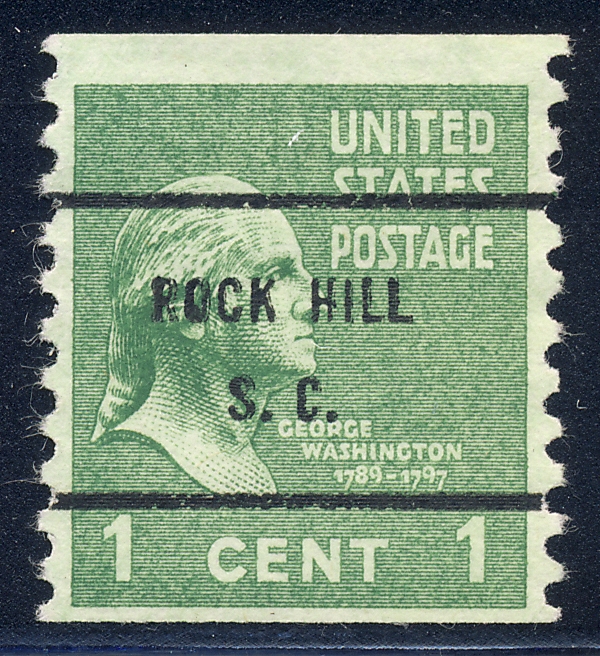 UNITED
STATES
POSTAGE
ROCK HILL
S. C.
GEORGE
WASHINGTON
1789-1797
1 CENT 1